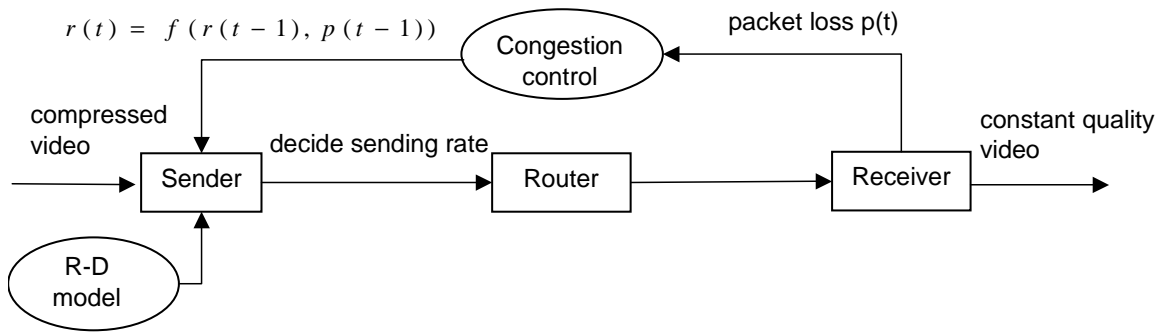 r(t) = f(r(t − 1), p(t − 1))
packet loss p(t)
Congestion
control
compressed
video
decide sending rate
constant quality
video
Sender
Router
Receiver
R-D
model